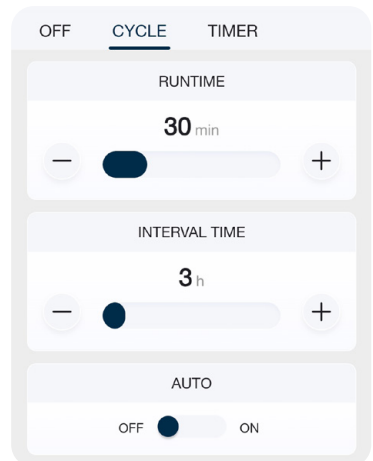 OFF CYCLE TIMER
RUNTIME
30 min
− +
INTERVAL TIME
3 h
− +
AUTO
OFF ON